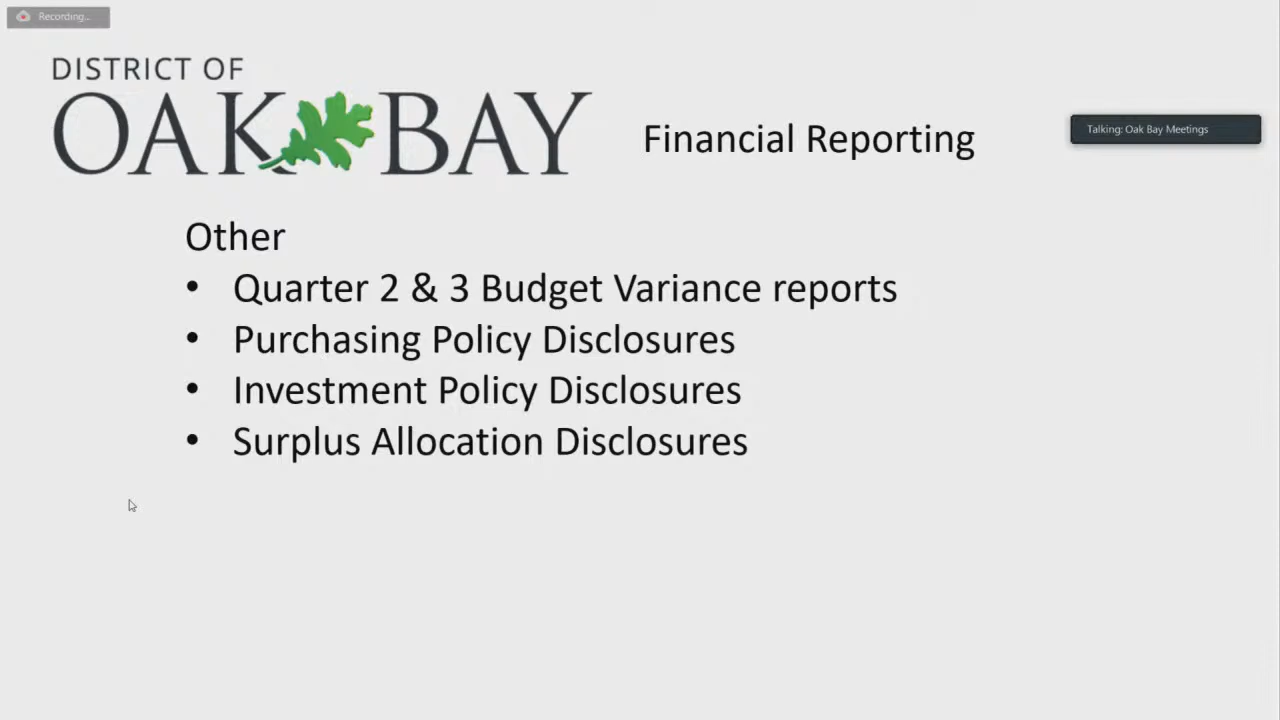 Recording...
DISTRICT OF
OAK BAY
Financial Reporting
Talking: Oak Bay Meetings
Other
• Quarter 2 & 3 Budget Variance reports
• Purchasing Policy Disclosures
• Investment Policy Disclosures
• Surplus Allocation Disclosures